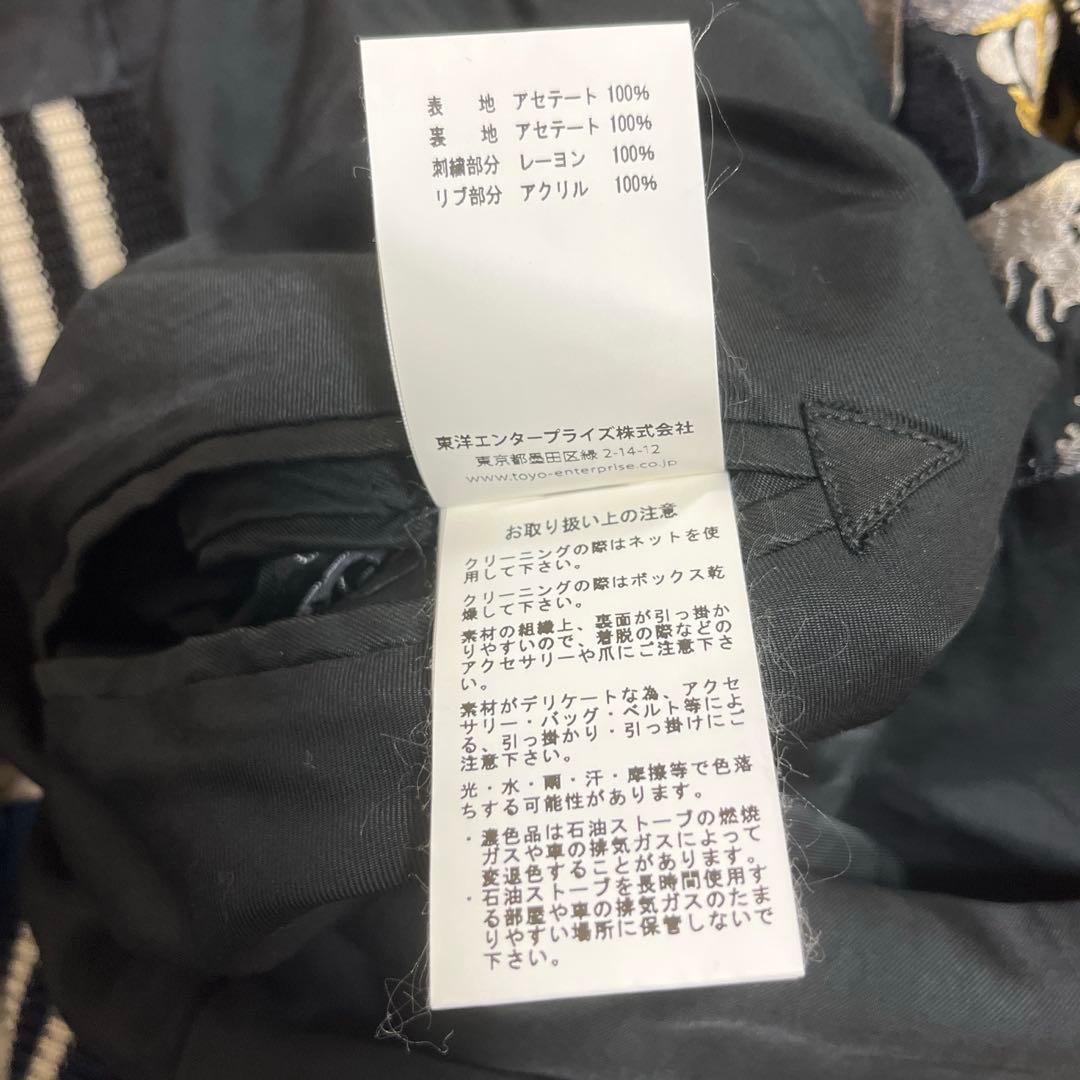 表 地 アセテート 100%
裏 地 アセテート 100%
刺繍部分 レーヨン 100%
リブ部分 アクリル 100%
東洋エンタープライズ株式会社
東京都墨田区緑 2-14-12
www.toyo-enterprise.co.jp
お取り扱い上の注意
クリーニングの際はネットを使
用して下さい。
クリーニングの際はボックス乾
燥して下さい。
素材の組織上、裏面が引っ掛か
りやすいので、着脱の際などの
アクセサリーや爪にご注意下さ
い。
素材がデリケートな為、アクセ
サリー・バッグ・ベルト等によ
る、引っ掛かり・引っ掛けにご
注意下さい。
光・水・雨・汗・摩擦等で色落
ちする可能性があります。
・濃色品は石油ストーブの燃焼
ガスや車の排気ガスによって
変退色することがあります。
・石油ストーブを長時間使用す
る部屋や車の排気ガスのたま
りやすい場所に保管しないで
下さい。